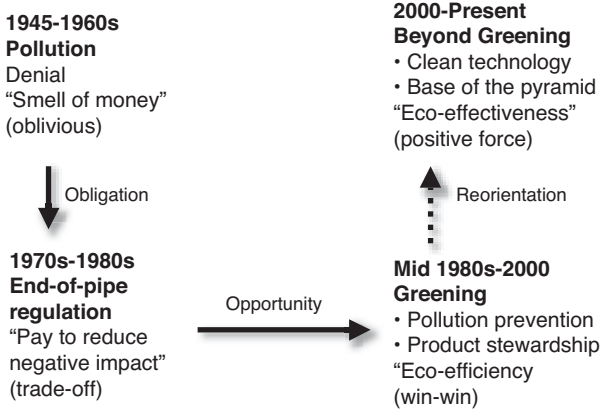 1945-1960s
Pollution
Denial
“Smell of money”
(oblivious)
Obligation
1970s-1980s
End-of-pipe
regulation
“Pay to reduce
negative impact”
(trade-off)
Opportunity
Mid 1980s-2000
Greening
• Pollution prevention
• Product stewardship
“Eco-efficiency
(win-win)
Reorientation
2000-Present
Beyond Greening
• Clean technology
• Base of the pyramid
“Eco-effectiveness”
(positive force)